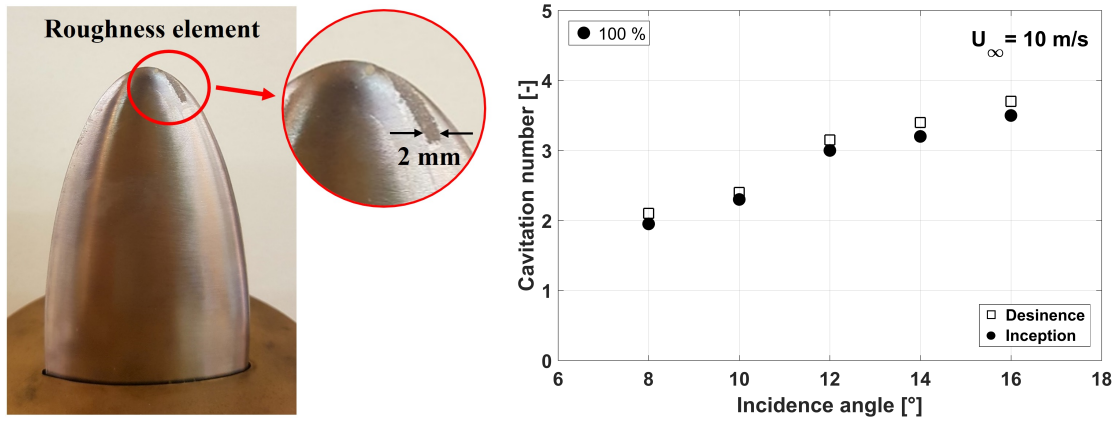 Roughness element
2 mm
100 %
U∞ = 10 m/s
Cavitation number [-]
5
4
3
2
1
0
Desinence
Inception
6 8 10 12 14 16 18
Incidence angle [°]